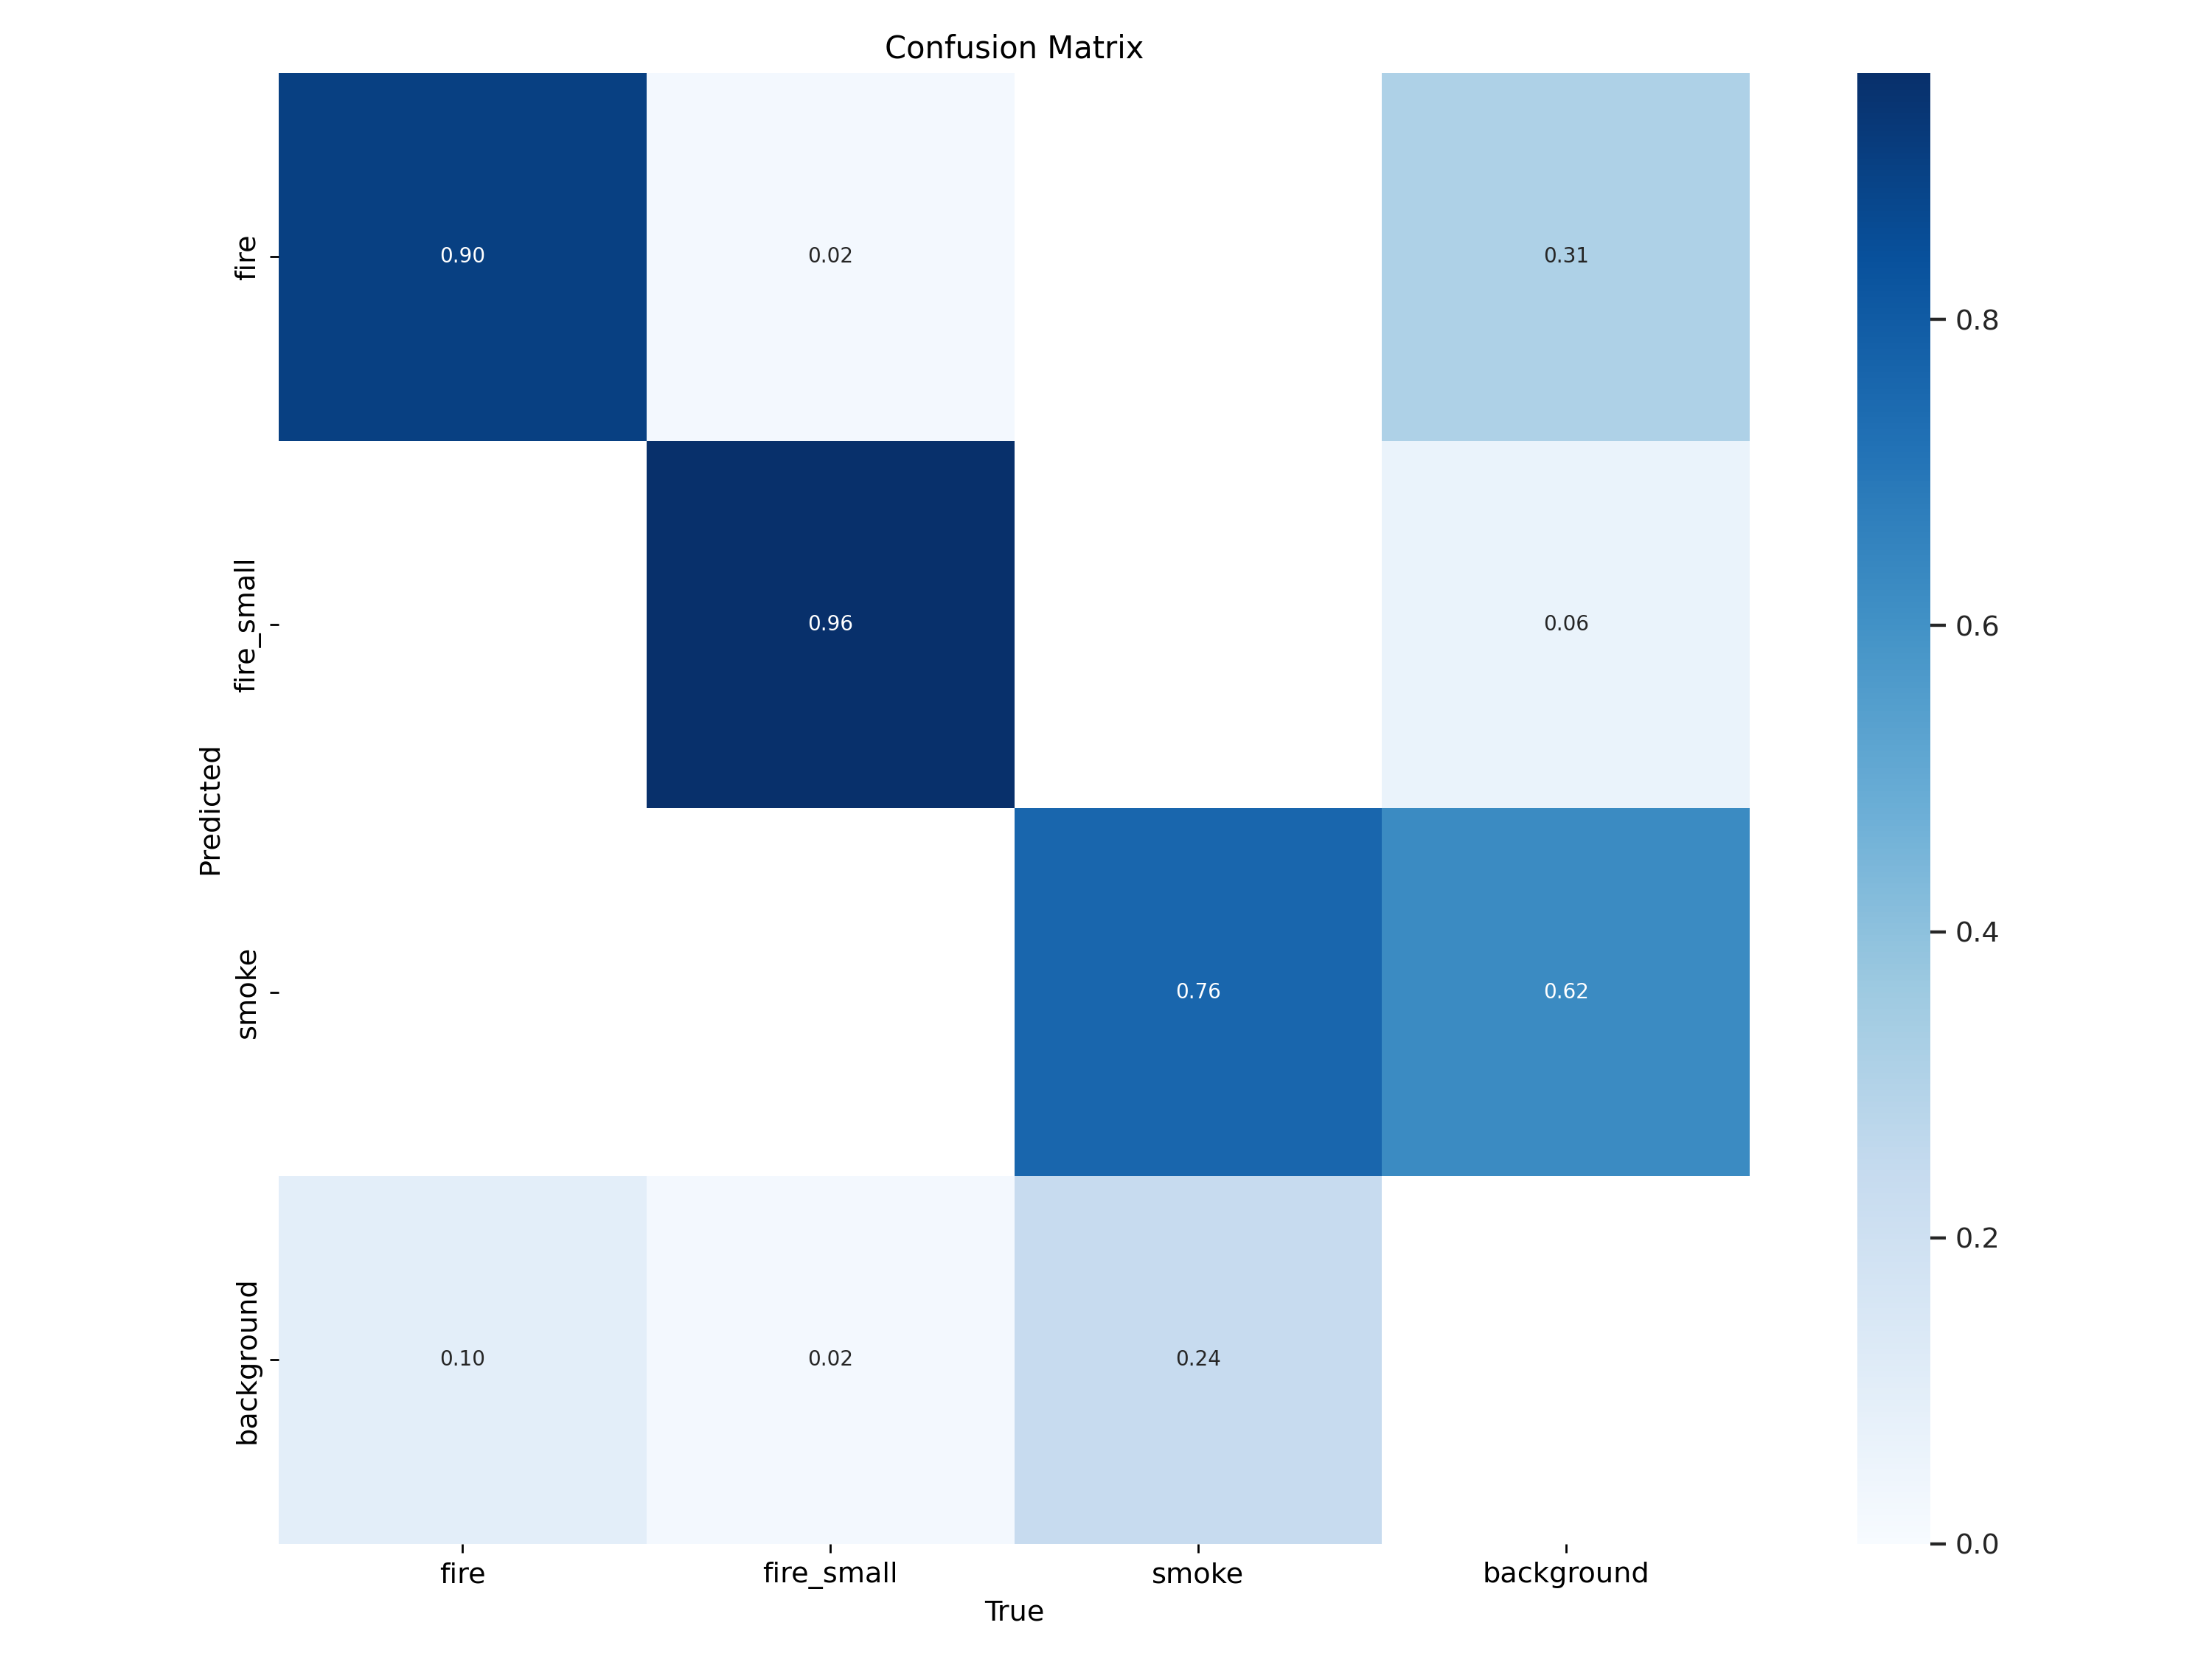 Confusion Matrix
fire
0.90
0.02
0.31
0.8
fire_small
0.96
0.06
0.6
Predicted
smoke
0.76
0.62
0.4
background
0.10
0.02
0.24
0.2
0.0
fire
fire_small
smoke
background
True